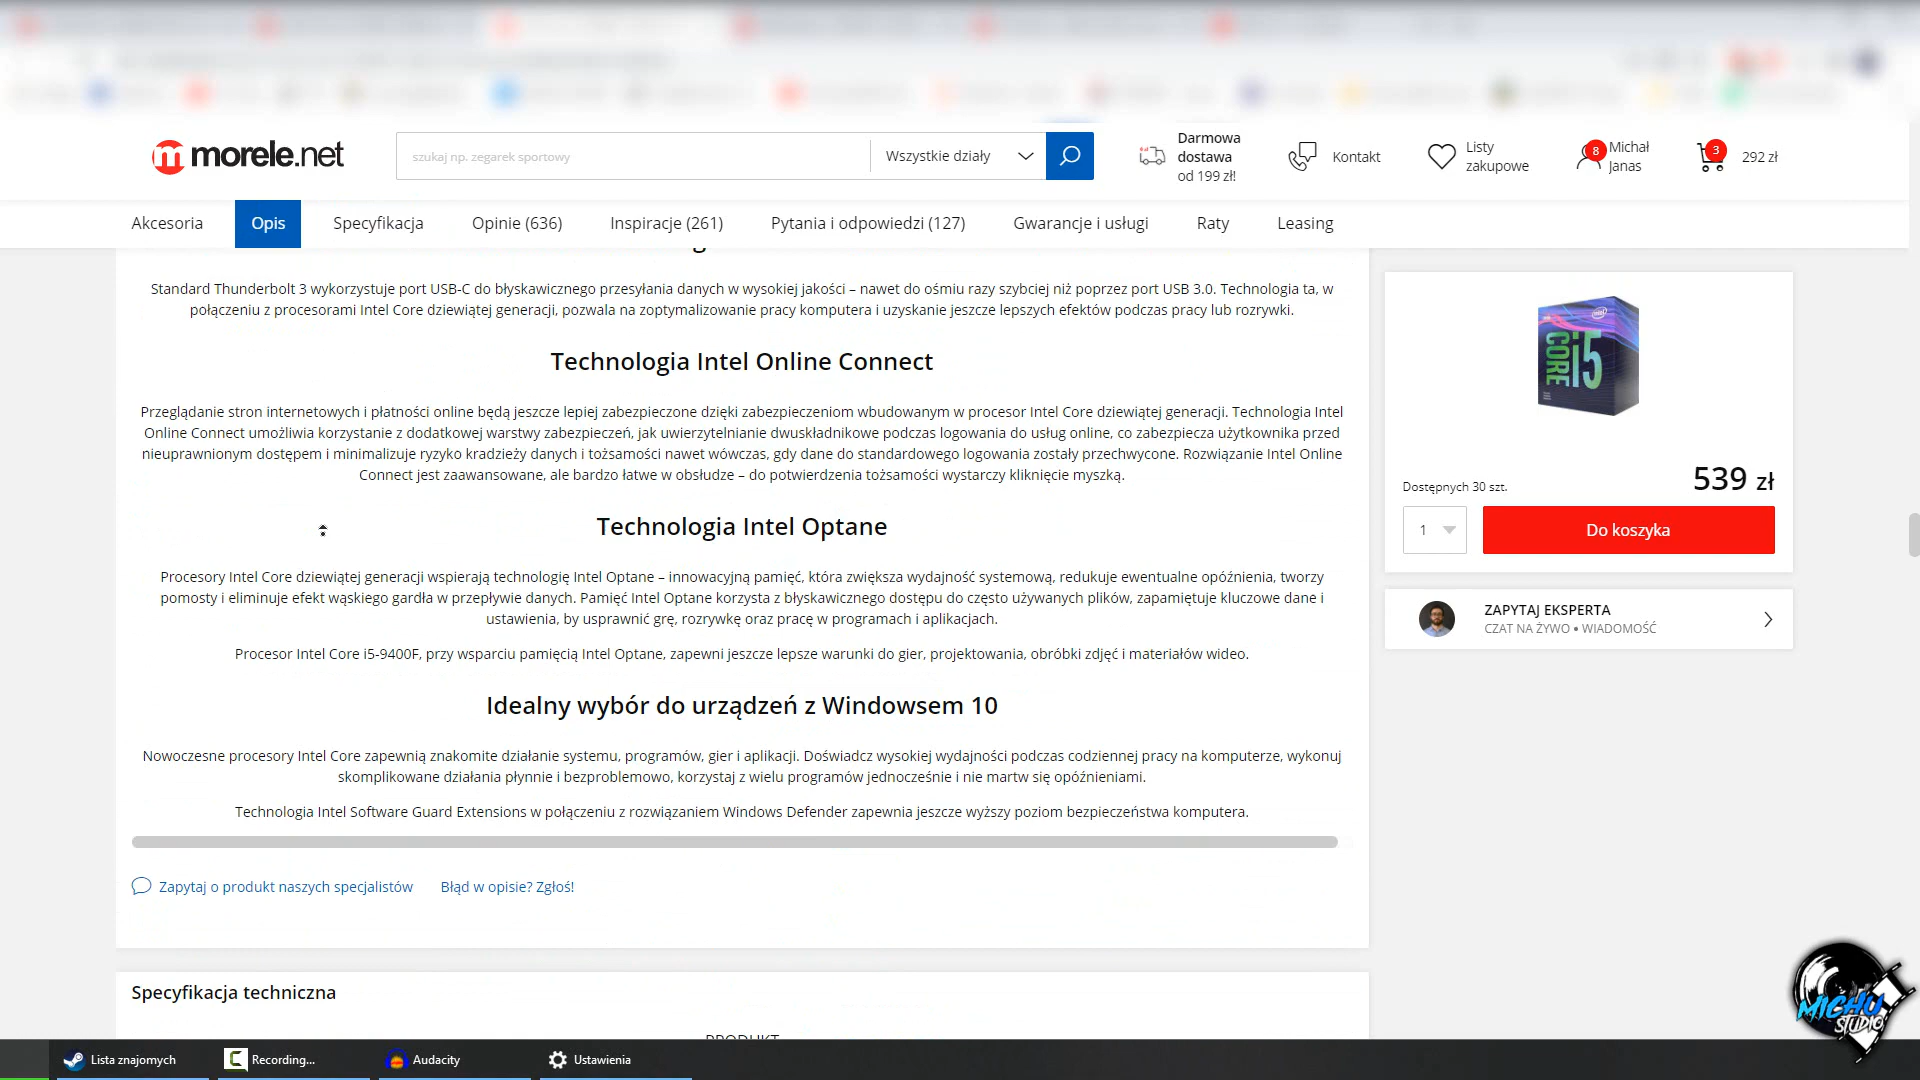 morele.net
szukaj np. zegarek sportowy
Wszystkie działy
Darmowa
dostawa
od 199 zł!
Kontakt
Listy
zakupowe
8
Michał
Janas
3
292 zł
Akcesoria
Opis
Specyfikacja
Opinie (636)
Inspiracje (261)
Pytania i odpowiedzi (127)
Gwarancje i usługi
Raty
Leasing
Standard Thunderbolt 3 wykorzystuje port USB-C do błyskawicznego przesyłania danych w wysokiej jakości – nawet do ośmiu razy szybciej niż poprzez port USB 3.0. Technologia ta, w
połączeniu z procesorami Intel Core dziewiątej generacji, pozwala na zoptymalizowanie pracy komputera i uzyskanie jeszcze lepszych efektów podczas pracy lub rozrywki.
Technologia Intel Online Connect
Przeglądanie stron internetowych i płatności online będą jeszcze lepiej zabezpieczone dzięki zabezpieczeniom wbudowanym w procesor Intel Core dziewiątej generacji. Technologia Intel
Online Connect umożliwia korzystanie z dodatkowej warstwy zabezpieczeń, jak uwierzytelnianie dwuskładnikowe podczas logowania do usług online, co zabezpiecza użytkownika przed
nieuprawnionym dostępem i minimalizuje ryzyko kradzieży danych i tożsamości nawet wówczas, gdy dane do standardowego logowania zostały przechwycone. Rozwiązanie Intel Online
Connect jest zaawansowane, ale bardzo łatwe w obsłudze – do potwierdzenia tożsamości wystarczy kliknięcie myszką.
Technologia Intel Optane
Procesory Intel Core dziewiątej generacji wspierają technologię Intel Optane – innowacyjną pamięć, która zwiększa wydajność systemową, redukuje ewentualne opóźnienia, tworzy
pomosty i eliminuje efekt wąskiego gardła w przepływie danych. Pamięć Intel Optane korzysta z błyskawicznego dostępu do często używanych plików, zapamiętuje kluczowe dane i
ustawienia, by usprawnić grę, rozrywkę oraz pracę w programach i aplikacjach.
Procesor Intel Core i5-9400F, przy wsparciu pamięcią Intel Optane, zapewni jeszcze lepsze warunki do gier, projektowania, obróbki zdjęć i materiałów wideo.
Idealny wybór do urządzeń z Windowsem 10
Nowoczesne procesory Intel Core zapewnią znakomite działanie systemu, programów, gier i aplikacji. Doświadcz wysokiej wydajności podczas codziennej pracy na komputerze, wykonuj
skomplikowane działania płynnie i bezproblemowo, korzystaj z wielu programów jednocześnie i nie martw się opóźnieniami.
Technologia Intel Software Guard Extensions w połączeniu z rozwiązaniem Windows Defender zapewnia jeszcze wyższy poziom bezpieczeństwa komputera.
Zapytaj o produkt naszych specjalistów
Błąd w opisie? Zgłoś!
Specyfikacja techniczna
PRODUKT
intel
CORE i5
Dostępnych 30 szt.
539 zł
1
Do koszyka
ZAPYTAJ EKSPERTA
CZAT NA ŻYWO • WIADOMOŚĆ
MICHU
STUDIO
Lista znajomych
Recording...
Audacity
Ustawienia